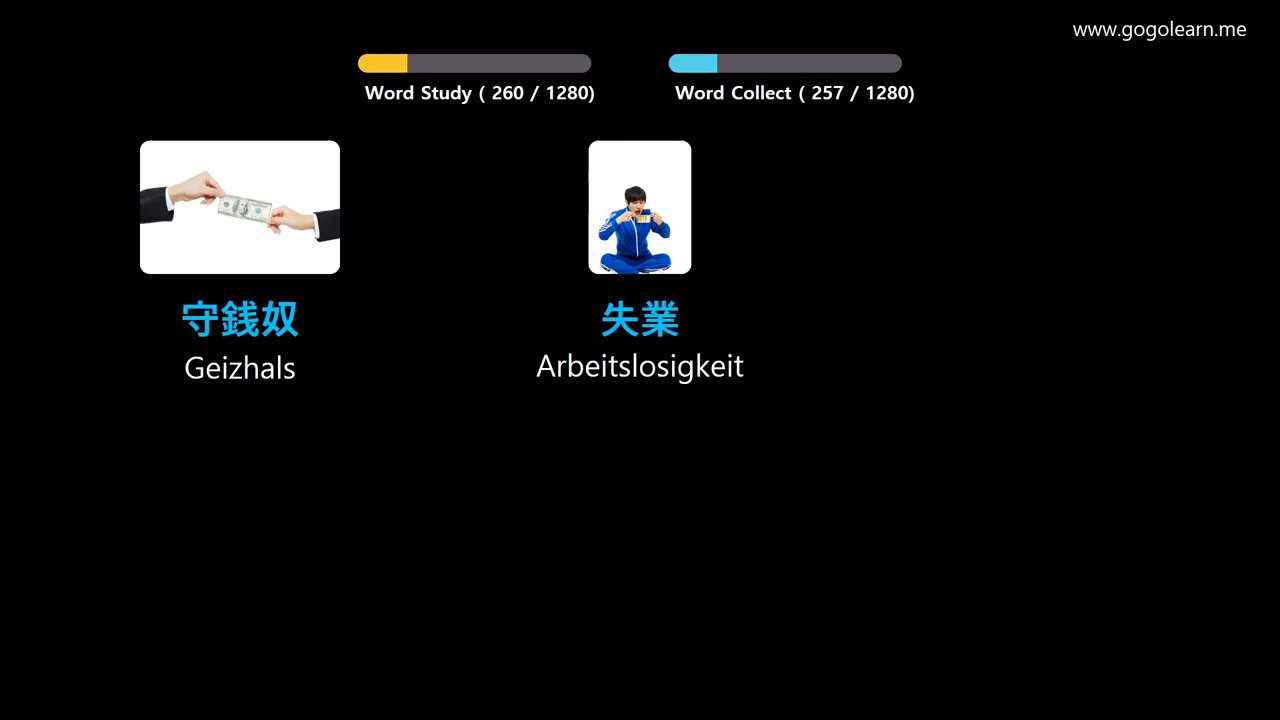 www.gogolearn.me
Word Study ( 260 / 1280)
Word Collect ( 257 / 1280)
守銭奴
Geizhals
失業
Arbeitslosigkeit